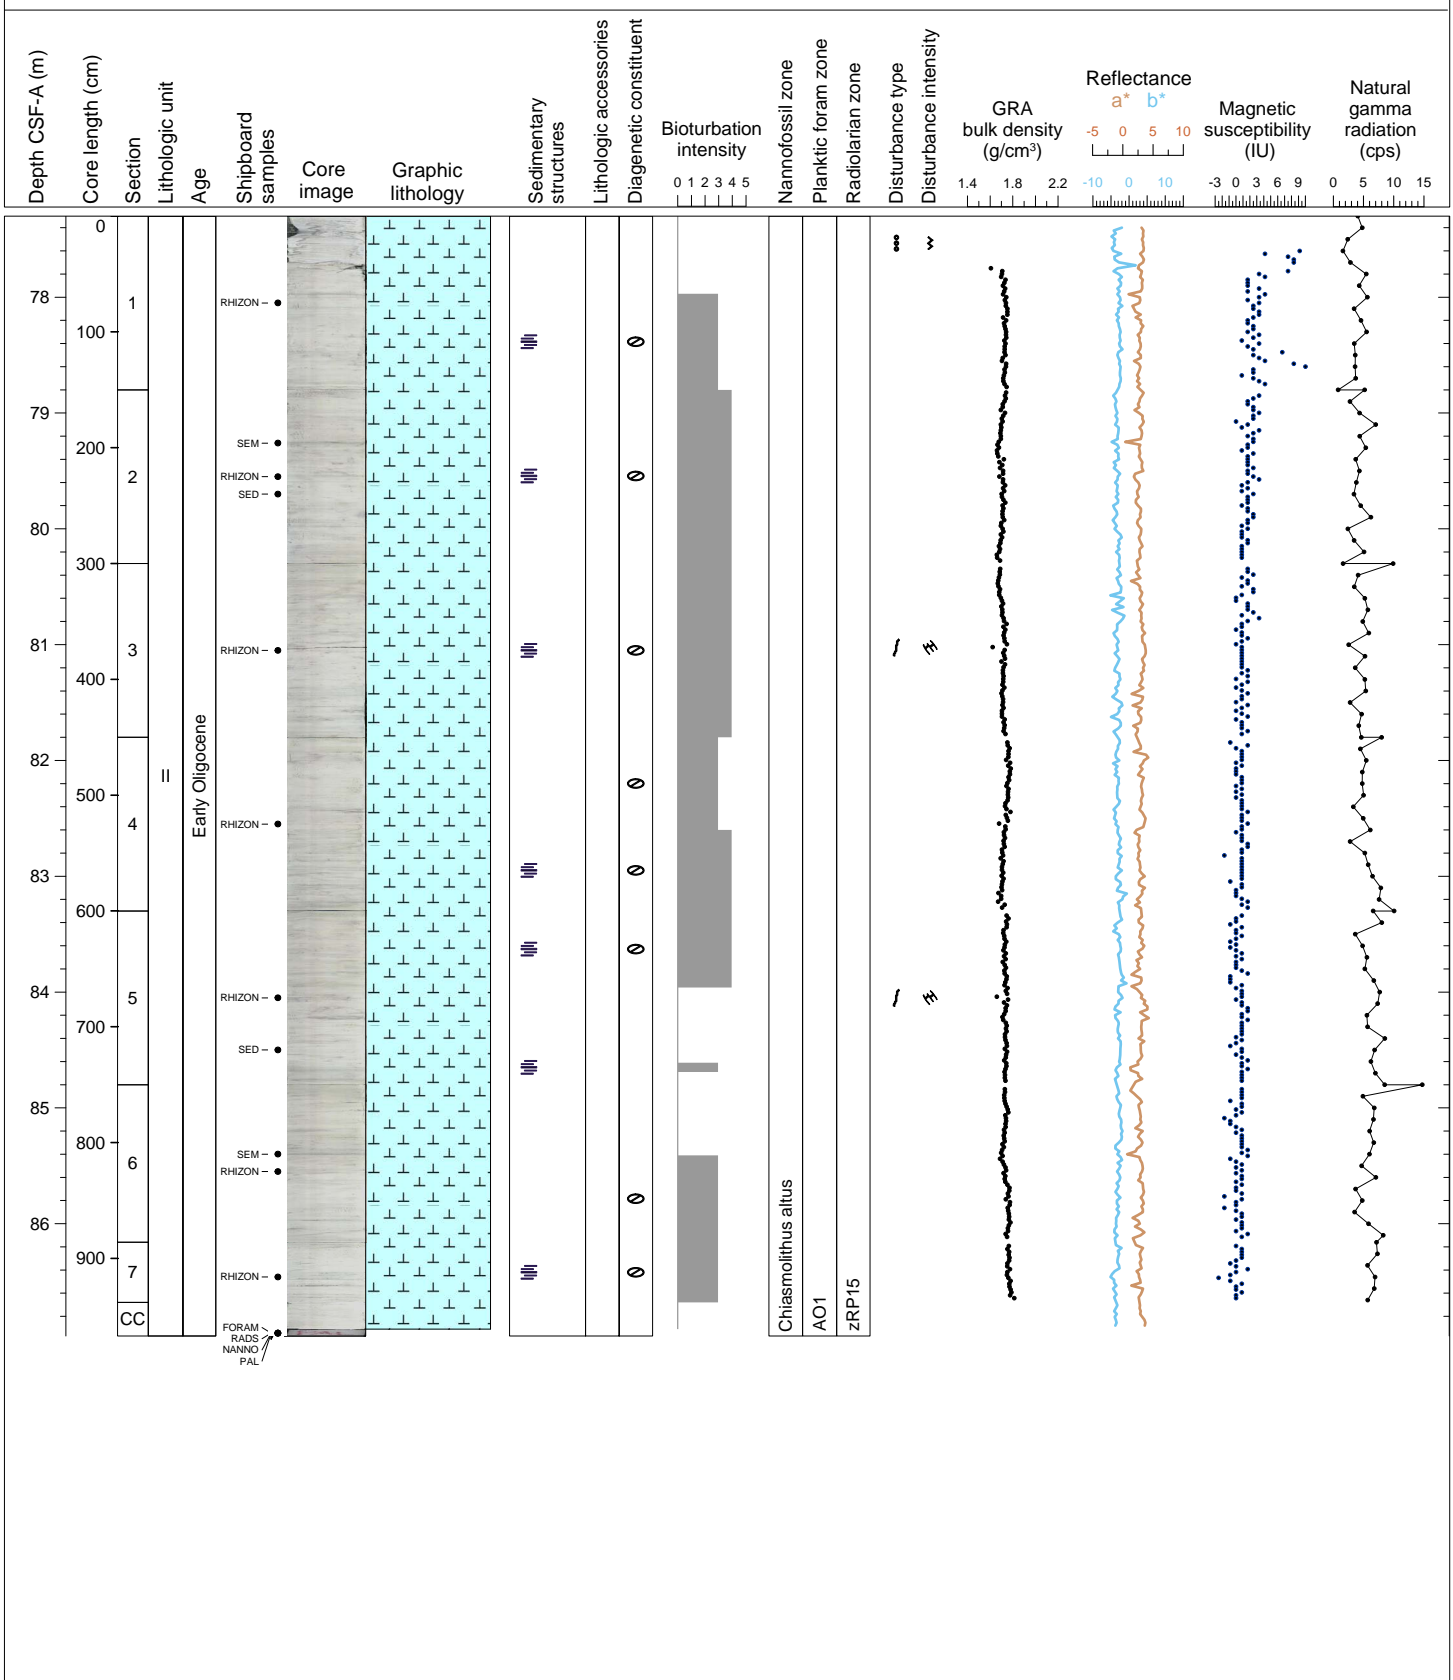 Depth CSF-A (m)
Core length (cm)
Section
Lithologic unit
Age
Shipboard
samples
Core
image
Graphic
lithology
Sedimentary
structures
Lithologic accessories
Diagenetic constituent
Bioturbation
intensity
0 1 2 3 4 5
Nannofossil zone
Planktic foram zone
Radiolarian zone
Disturbance type
Disturbance intensity
GRA
bulk density
(g/cm³)
1.4 1.8 2.2
Reflectance
a* b*
-5 0 5 10
-10 0 10
Magnetic
susceptibility
(IU)
-3 0 3 6 9
Natural
gamma
radiation
(cps)
0 5 10 15
78
79
80
81
82
83
84
85
86
0
100
200
300
400
500
600
700
800
900
1
2
3
4
5
6
7
CC
II
Early Oligocene
RHIZON
SEM
RHIZON
SED
RHIZON
RHIZON
RHIZON
SED
SEM
RHIZON
RHIZON
FORAM
RADS
NANNO
PAL
Chiasmolithus altus
AO1
zRP15